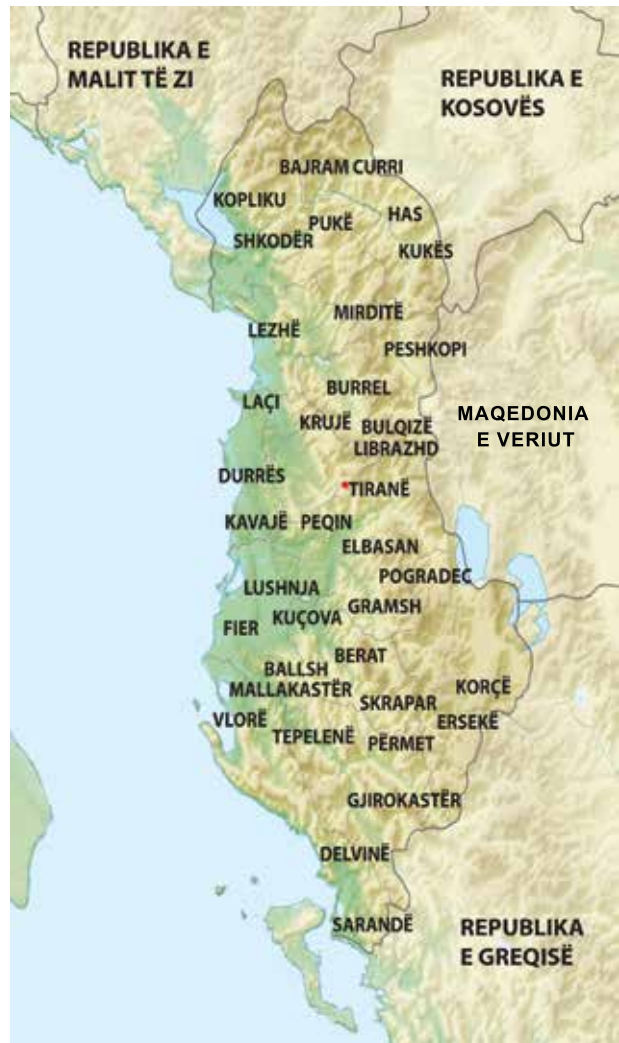 REPUBLIKA E
MALIT TË ZI
REPUBLIKA E
KOSOVËS
BAJRAM CURRI
KOPLIKU
HAS
PUKË
SHKODËR
KUKËS
MIRDITË
LEZHË
PESHKOPI
BURREL
LAÇI
MAQEDONIA
E VERIUT
KRUJË
BULQIZË
LIBRAZHD
DURRËS
TIRANË
KAVAJË
PEQIN
ELBASAN
POGRADEC
LUSHNJA
GRAMSH
KUÇOVA
FIER
BERAT
BALLSH
MALLAKASTËR
KORÇË
SKRAPAR
VLORË
ERSEKË
TEPELENË
PËRMET
GJIROKASTËR
DELVINË
SARANDË
REPUBLIKA
E GREQISË